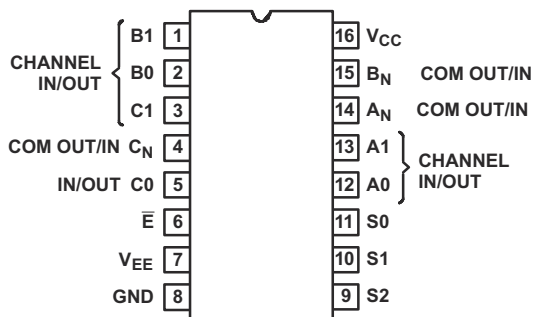 B1 1 16 VCC
CHANNEL IN/OUT
B0 2 15 BN COM OUT/IN
C1 3 14 AN COM OUT/IN
COM OUT/IN CN 4 13 A1
CHANNEL IN/OUT
IN/OUT C0 5 12 A0
E̅ 6 11 S0
VEE 7 10 S1
GND 8 9 S2